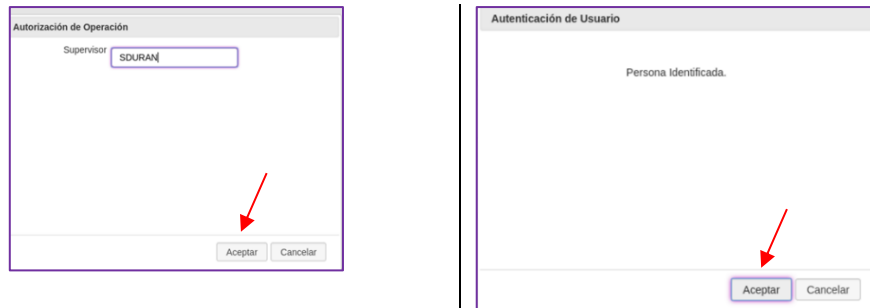 Autorización de Operación
Supervisor SDURAN
Aceptar Cancelar
Autenticación de Usuario
Persona Identificada.
Aceptar Cancelar